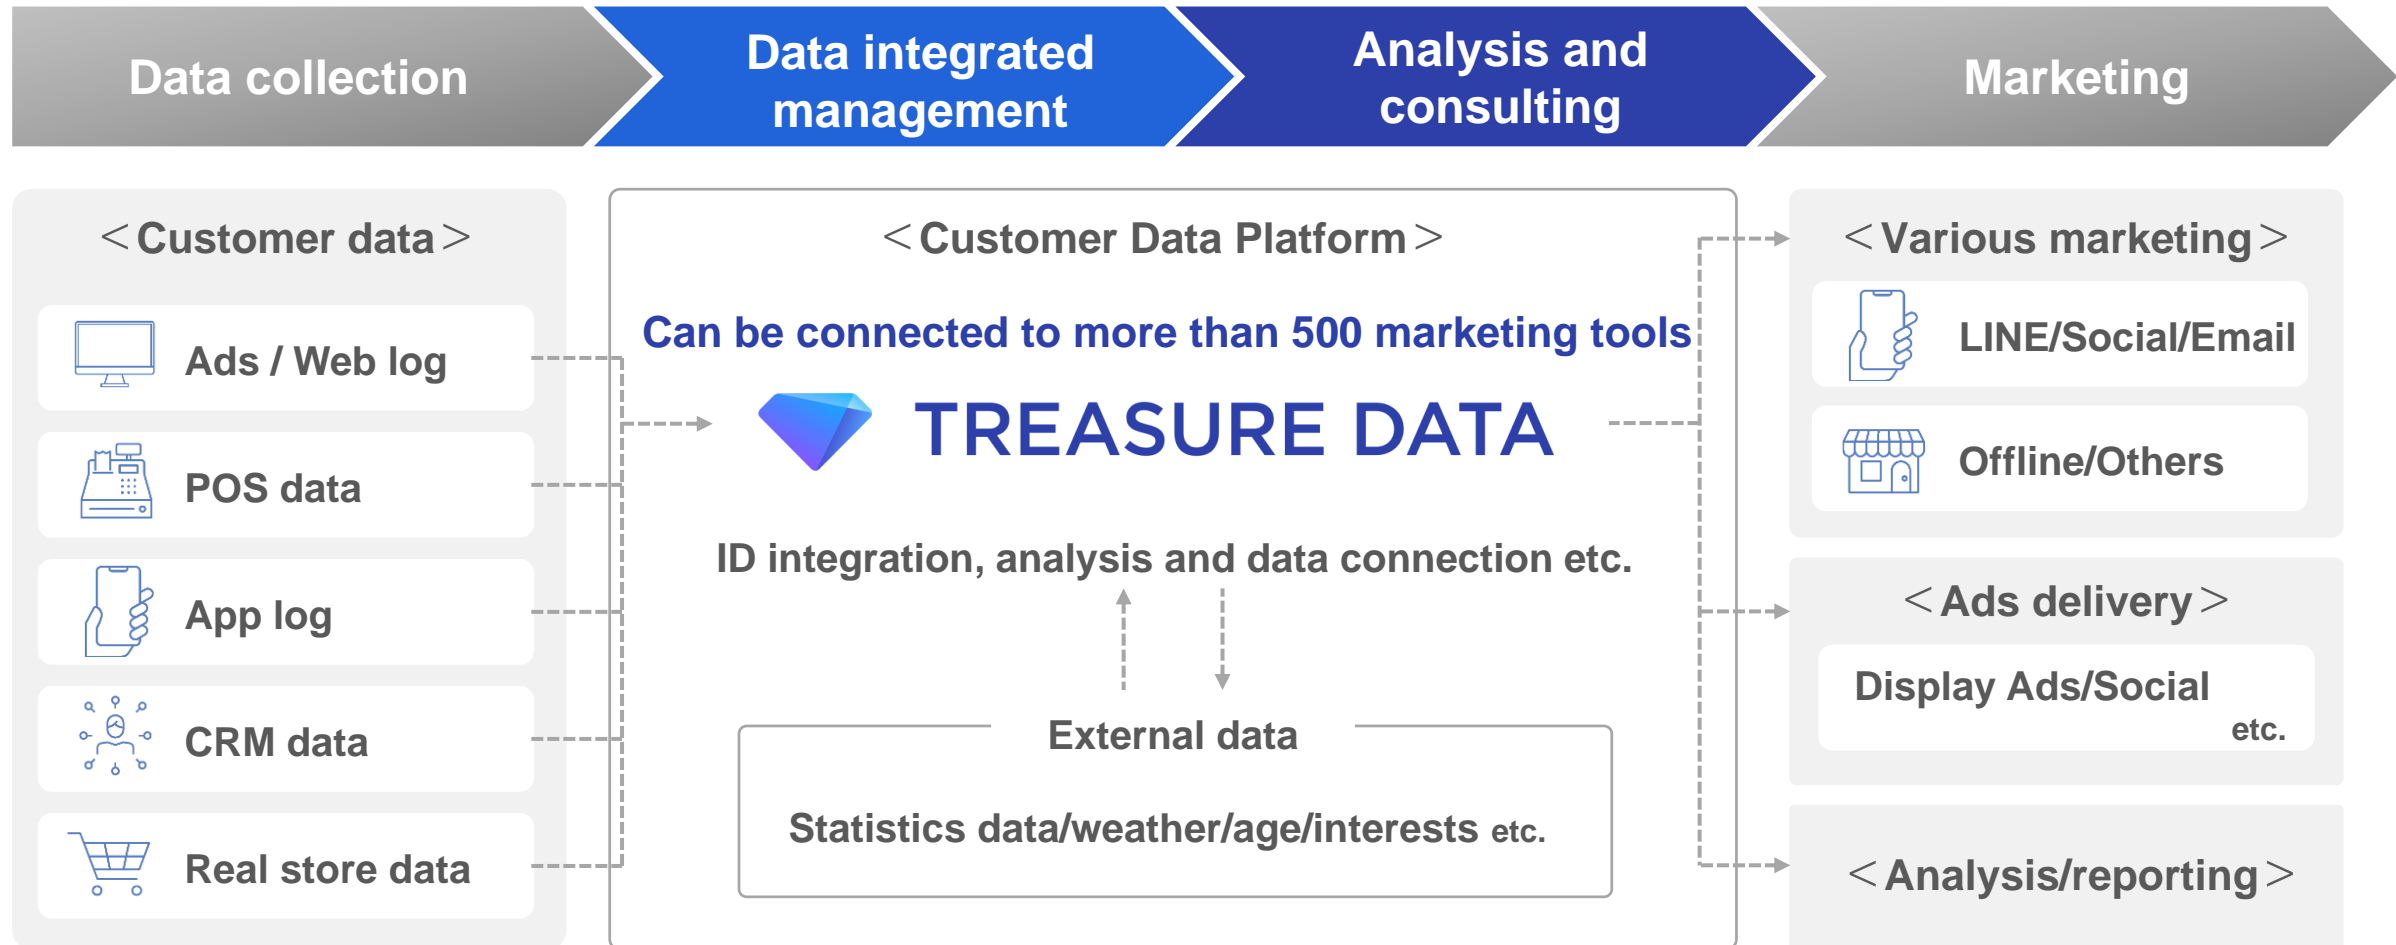 Data collection
Data integrated
management
Analysis and
consulting
Marketing
＜Customer data＞
Ads / Web log
POS data
App log
CRM data
Real store data
＜Customer Data Platform＞
Can be connected to more than 500 marketing tools
TREASURE DATA
ID integration, analysis and data connection etc.
External data
Statistics data/weather/age/interests etc.
＜Various marketing＞
LINE/Social/Email
Offline/Others
＜Ads delivery＞
Display Ads/Social
etc.
＜Analysis/reporting＞